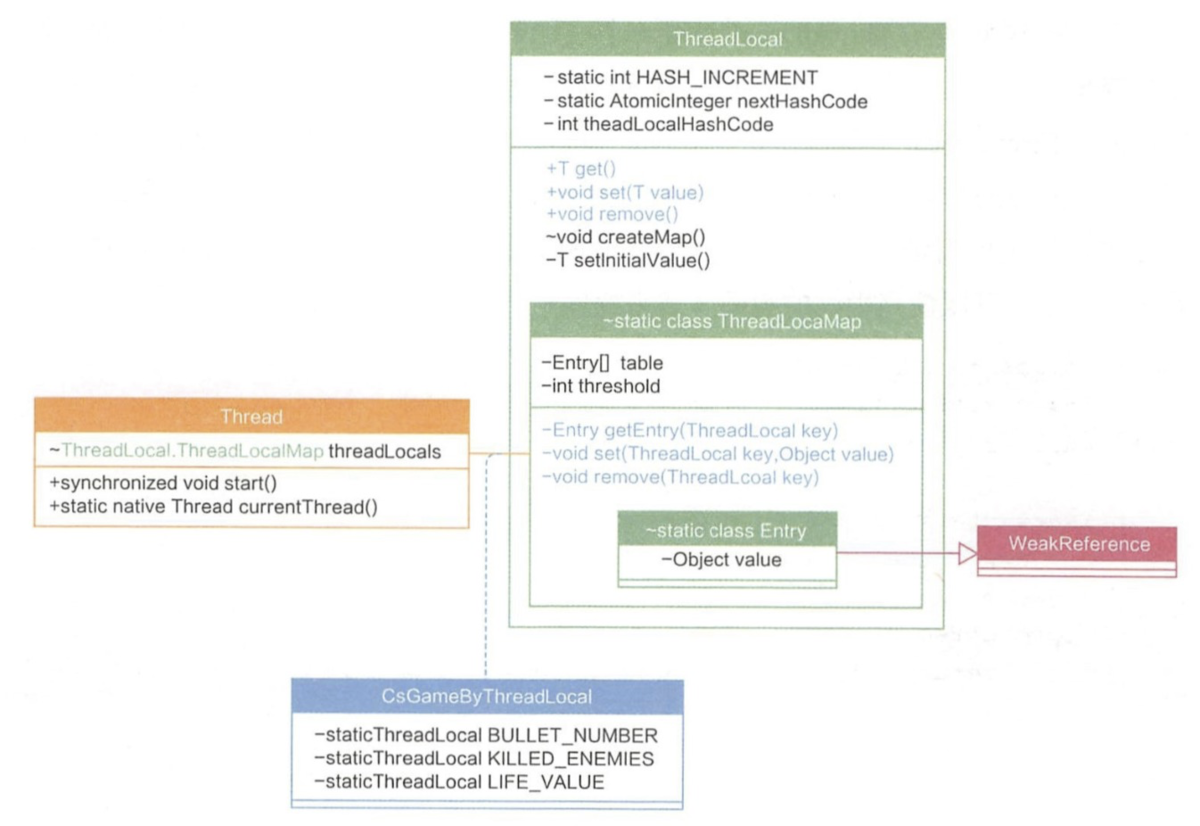 ThreadLocal
– static int HASH_INCREMENT
– static AtomicInteger nextHashCode
– int theadLocalHashCode
+T get()
+void set(T value)
+void remove()
~void createMap()
–T setInitialValue()
~static class ThreadLocaMap
–Entry[] table
–int threshold
–Entry getEntry(ThreadLocal key)
–void set(ThreadLocal key,Object value)
–void remove(ThreadLcoal key)
~static class Entry
–Object value
WeakReference
Thread
~ThreadLocal.ThreadLocalMap threadLocals
+synchronized void start()
+static native Thread currentThread()
CsGameByThreadLocal
–staticThreadLocal BULLET_NUMBER
–staticThreadLocal KILLED_ENEMIES
–staticThreadLocal LIFE_VALUE